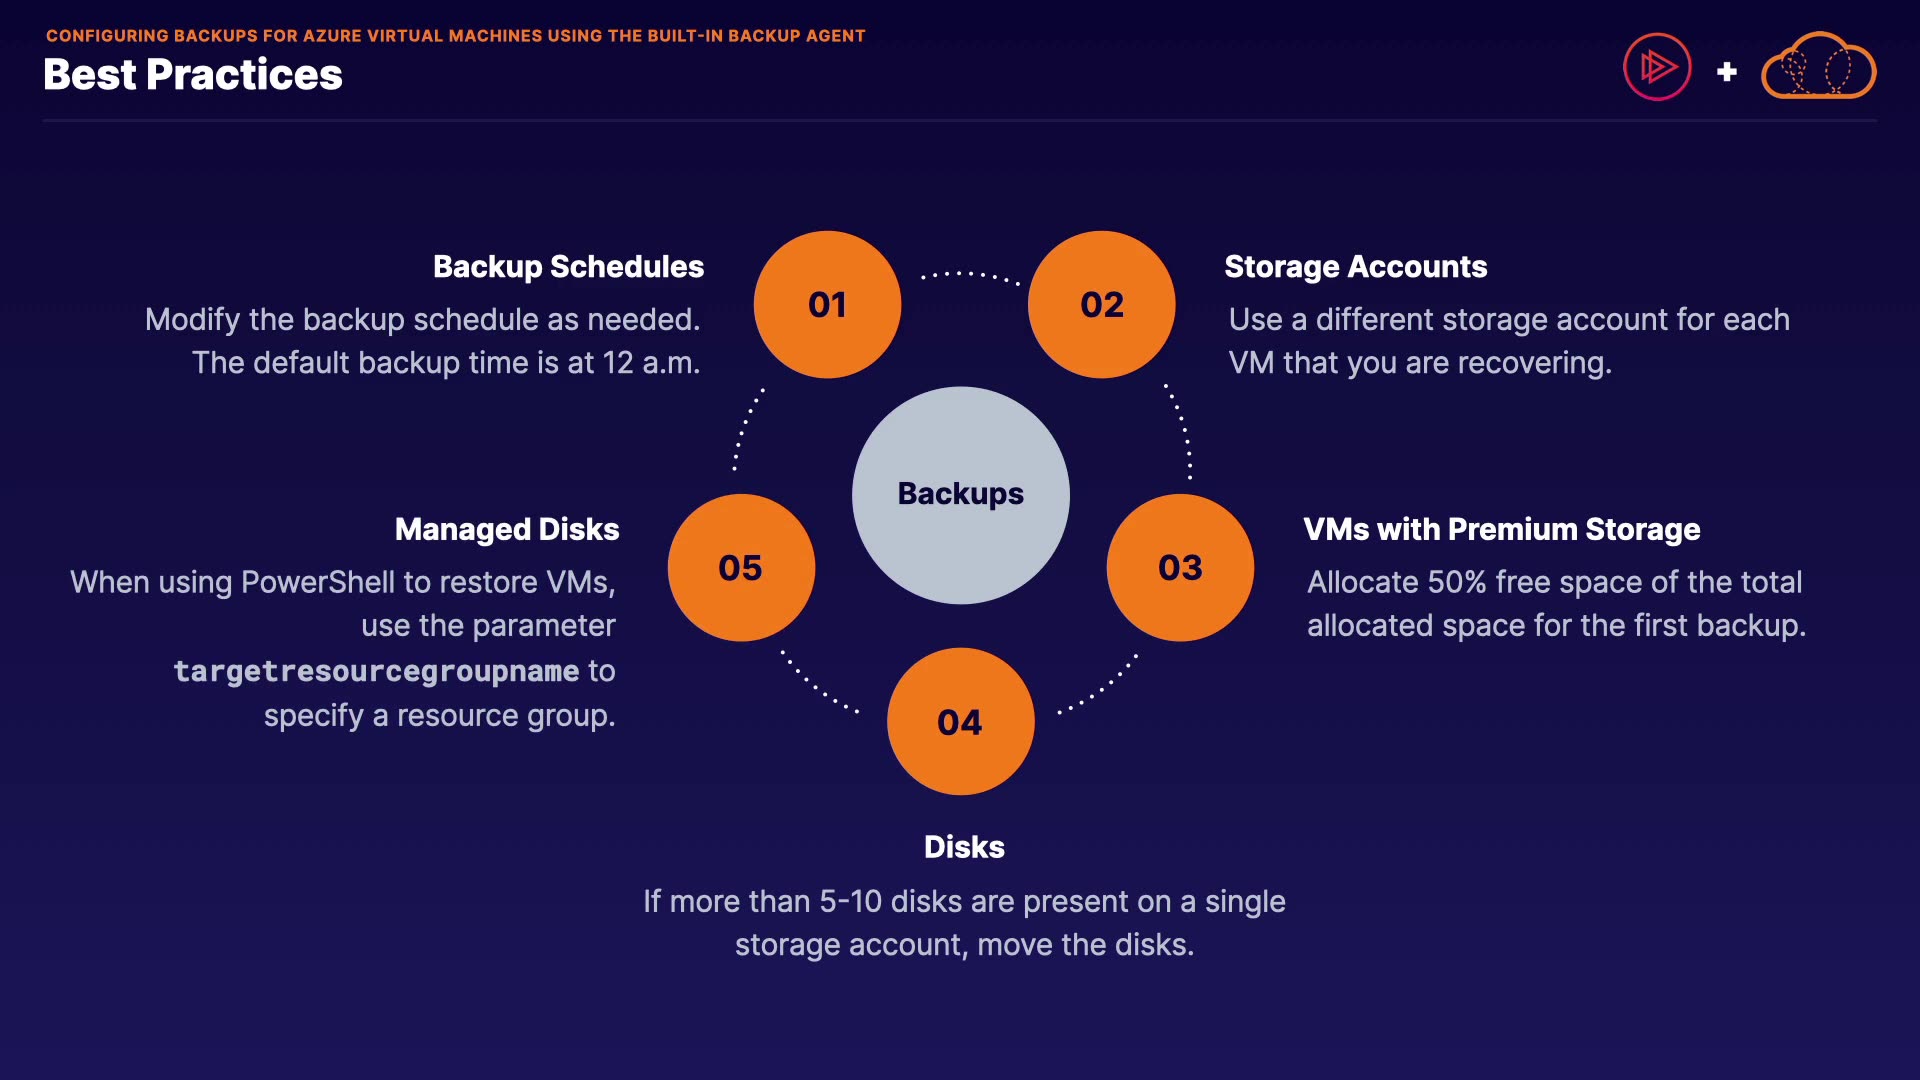 CONFIGURING BACKUPS FOR AZURE VIRTUAL MACHINES USING THE BUILT-IN BACKUP AGENT
Best Practices
Backup Schedules
Modify the backup schedule as needed.
The default backup time is at 12 a.m.
01
02
Storage Accounts
Use a different storage account for each
VM that you are recovering.
Backups
Managed Disks
When using PowerShell to restore VMs,
use the parameter
targetresourcegroupname to
specify a resource group.
05
03
VMs with Premium Storage
Allocate 50% free space of the total
allocated space for the first backup.
04
Disks
If more than 5-10 disks are present on a single
storage account, move the disks.